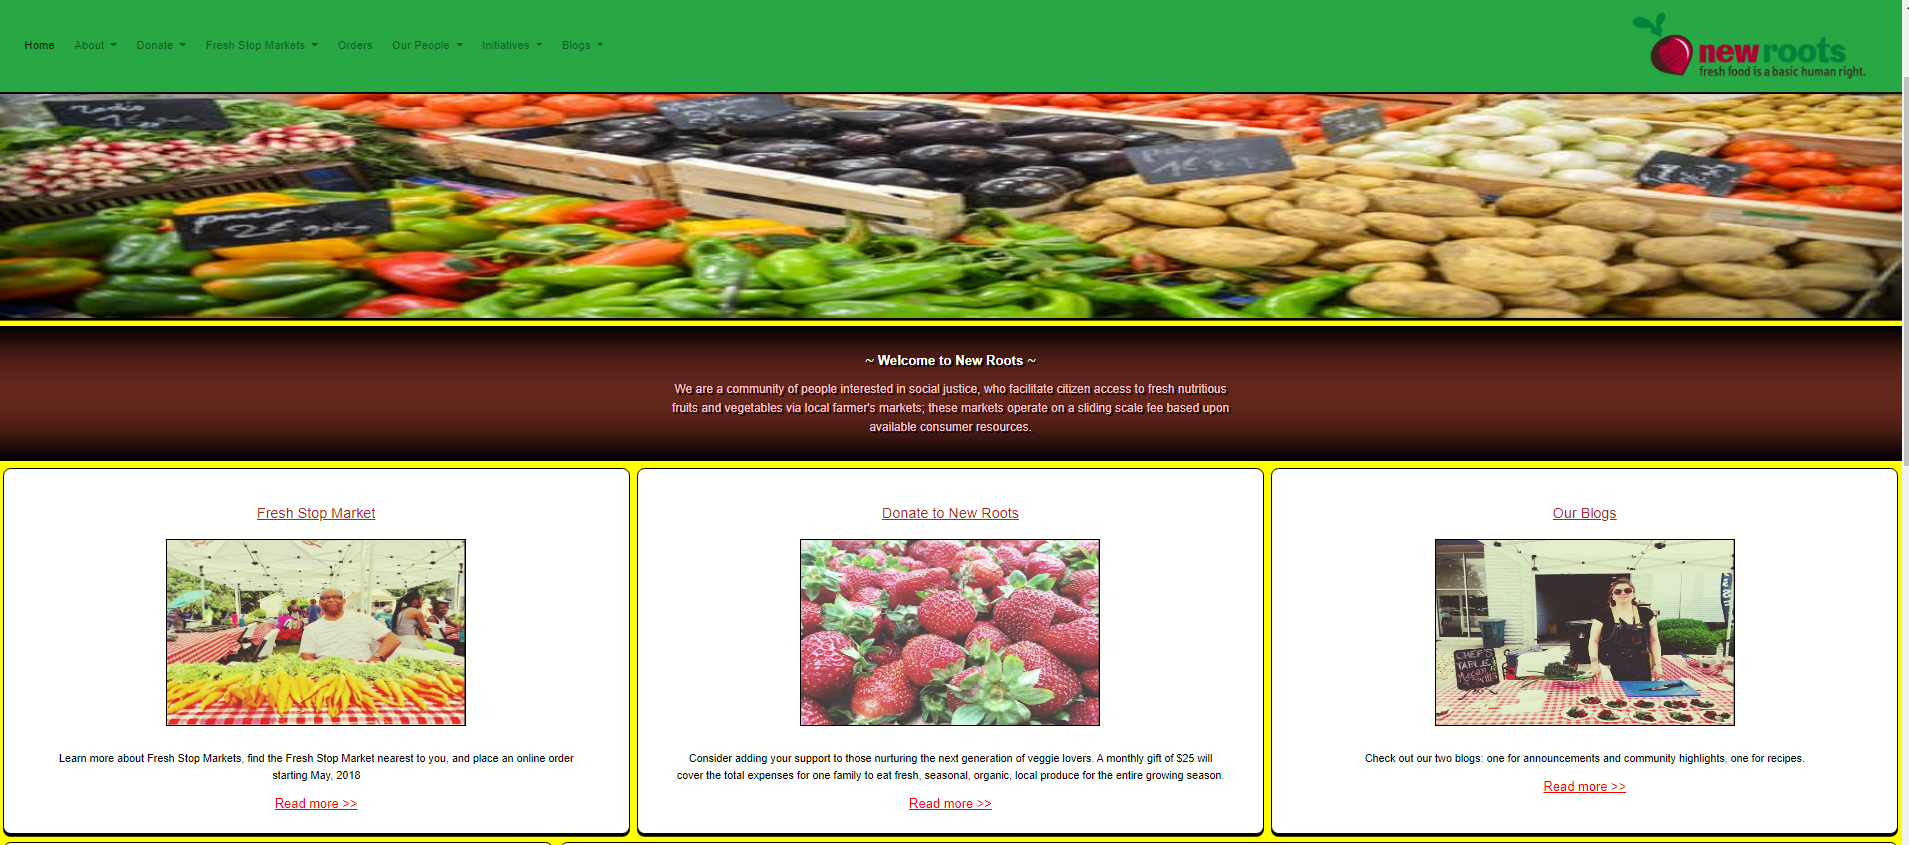 Home About Donate Fresh Stop Markets Orders Our People Initiatives Blogs
new roots
fresh food is a basic human right.
~ Welcome to New Roots ~
We are a community of people interested in social justice, who facilitate citizen access to fresh nutritious
fruits and vegetables via local farmer's markets; these markets operate on a sliding scale fee based upon
available consumer resources.
Fresh Stop Market
Learn more about Fresh Stop Markets, find the Fresh Stop Market nearest to you, and place an online order
starting May, 2018
Read more >>
Donate to New Roots
Consider adding your support to those nurturing the next generation of veggie lovers. A monthly gift of $25 will
cover the total expenses for one family to eat fresh, seasonal, organic, local produce for the entire growing season.
Read more >>
Our Blogs
CHEF'S
TABLE
Check out our two blogs: one for announcements and community highlights, one for recipes.
Read more >>